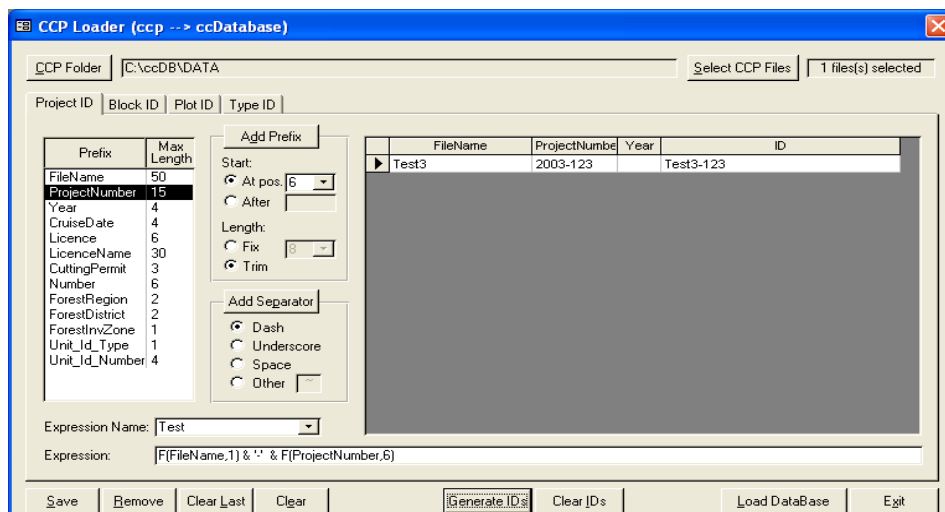 CCP Loader (ccp --> ccDatabase)
CCP Folder C:\ccDB\DATA Select CCP Files 1 files(s) selected
Project ID Block ID Plot ID Type ID
Prefix Max Length
FileName 50
ProjectNumber 15
Year 4
CruiseDate 4
Licence 6
LicenceName 30
CuttingPermit 3
Number 6
ForestRegion 2
ForestDistrict 2
ForestInvZone 1
Unit_Id_Type 1
Unit_Id_Number 4
Add Prefix
Start:
At pos. 6
After
Length:
Fix 8
Trim
Add Separator
Dash
Underscore
Space
Other ~
FileName ProjectNumbe Year ID
Test3 2003-123 Test3-123
Expression Name: Test
Expression: F(FileName,1) & '-' & F(ProjectNumber,6)
Save Remove Clear Last Clear Generate IDs Clear IDs Load DataBase Exit